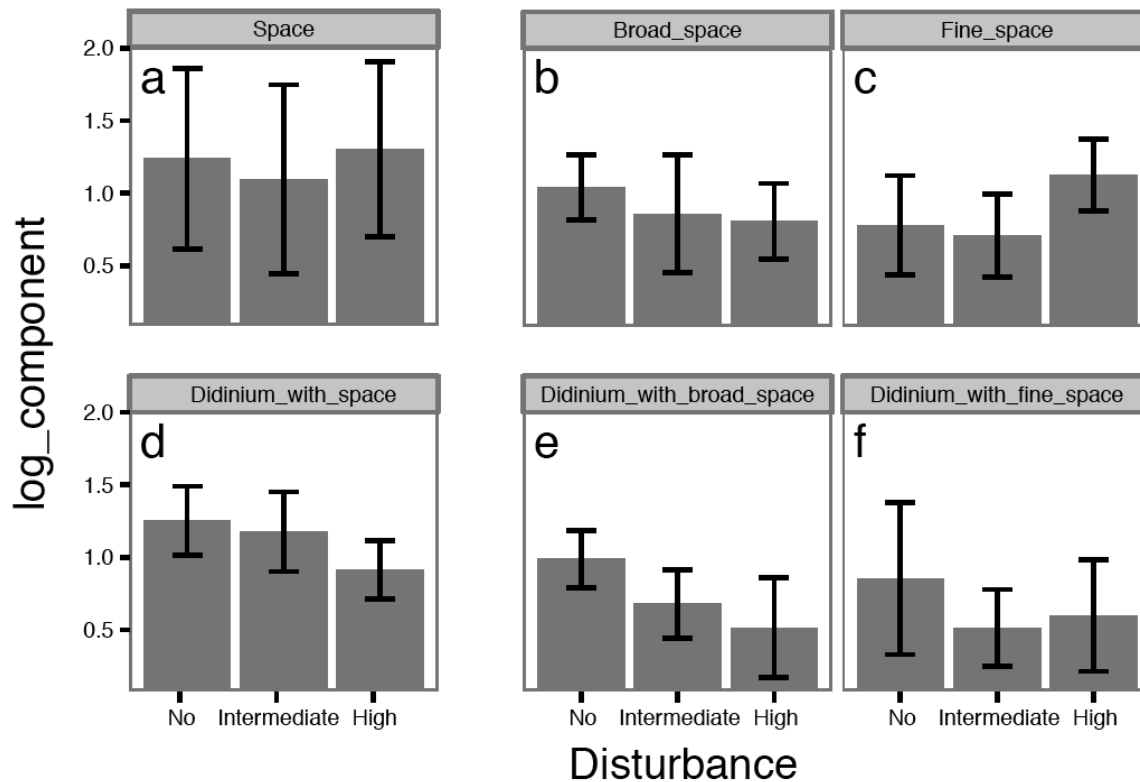 Space
Broad_space
Fine_space
a
b
c
2.0
1.5
1.0
0.5
log_component
Didinium_with_space
Didinium_with_broad_space
Didinium_with_fine_space
d
e
f
2.0
1.5
1.0
0.5
No Intermediate High
No Intermediate High
No Intermediate High
Disturbance